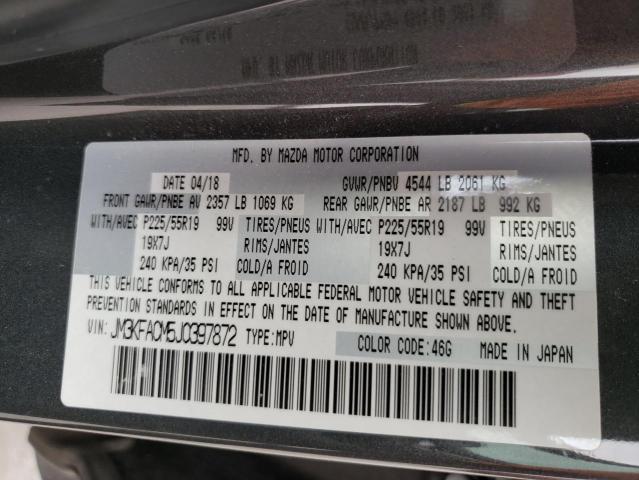 MFD. BY MAZDA MOTOR CORPORATION
DATE 04/18 GVWR/PNBV 4544 LB 2061 KG
FRONT GAWR/PNBE AV 2357 LB 1069 KG REAR GAWR/PNBE AR 2187 LB 992 KG
WITH/AVEC P225/55R19 99V TIRES/PNEUS WITH/AVEC P225/55R19 99V TIRES/PNEUS
19X7J RIMS/JANTES 19X7J RIMS/JANTES
240 KPA/35 PSI COLD/A FROID 240 KPA/35 PSI COLD/A FROID
THIS VEHICLE CONFORMS TO ALL APPLICABLE FEDERAL MOTOR VEHICLE SAFETY AND THEFT
PREVENTION STANDARDS IN EFFECT ON THE DATE OF MANUFACTURE SHOWN ABOVE.
VIN: JM3KFACM5J0397872 TYPE:MPV COLOR CODE:46G MADE IN JAPAN